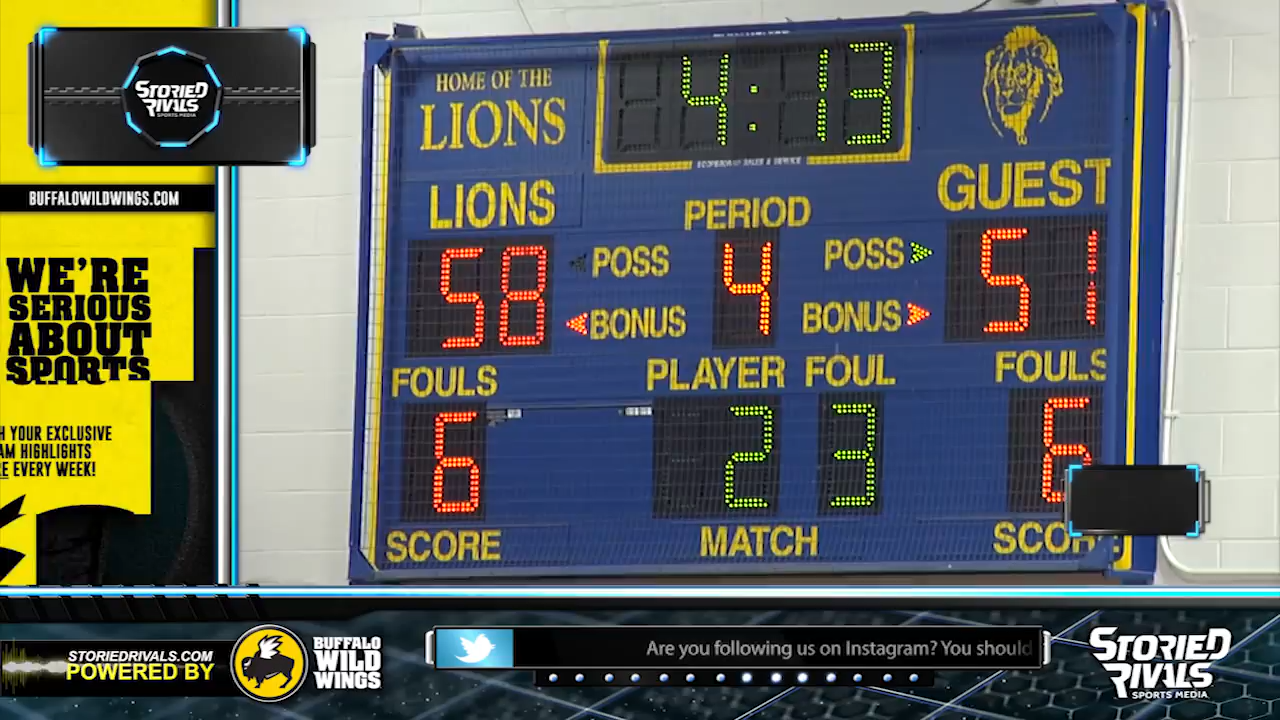 STORIED
RIVALS
SPORTS MEDIA
BUFFALOWILDWINGS.COM
WE'RE
SERIOUS
ABOUT
SPORTS
H YOUR EXCLUSIVE
AM HIGHLIGHTS
RE EVERY WEEK!
HOME OF THE
LIONS
4:13
LIONS
PERIOD
GUEST
58
POSS
4
POSS
51
BONUS
BONUS
FOULS
PLAYER FOUL
FOULS
6
2
3
6
SCORE
MATCH
SCORE
STORIEDRIVALS.COM
POWERED BY
BUFFALO
WILD
WINGS
Are you following us on Instagram? You should
STORIED
RIVALS
SPORTS MEDIA